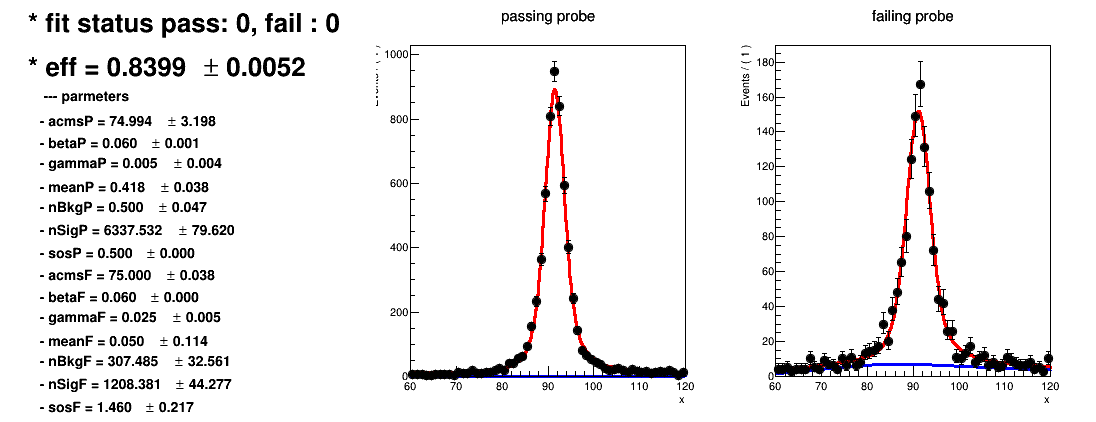 * fit status pass: 0, fail : 0
* eff = 0.8399 ± 0.0052
--- parmeters
- acmsP = 74.994 ± 3.198
- betaP = 0.060 ± 0.001
- gammaP = 0.005 ± 0.004
- meanP = 0.418 ± 0.038
- nBkgP = 0.500 ± 0.047
- nSigP = 6337.532 ± 79.620
- sosP = 0.500 ± 0.000
- acmsF = 75.000 ± 0.038
- betaF = 0.060 ± 0.000
- gammaF = 0.025 ± 0.005
- meanF = 0.050 ± 0.114
- nBkgF = 307.485 ± 32.561
- nSigF = 1208.381 ± 44.277
- sosF = 1.460 ± 0.217
passing probe
1000
800
600
400
200
0
60 70 80 90 100 110 120
x
failing probe
Events / ( 1 )
180
160
140
120
100
80
60
40
20
0
60 70 80 90 100 110 120
x